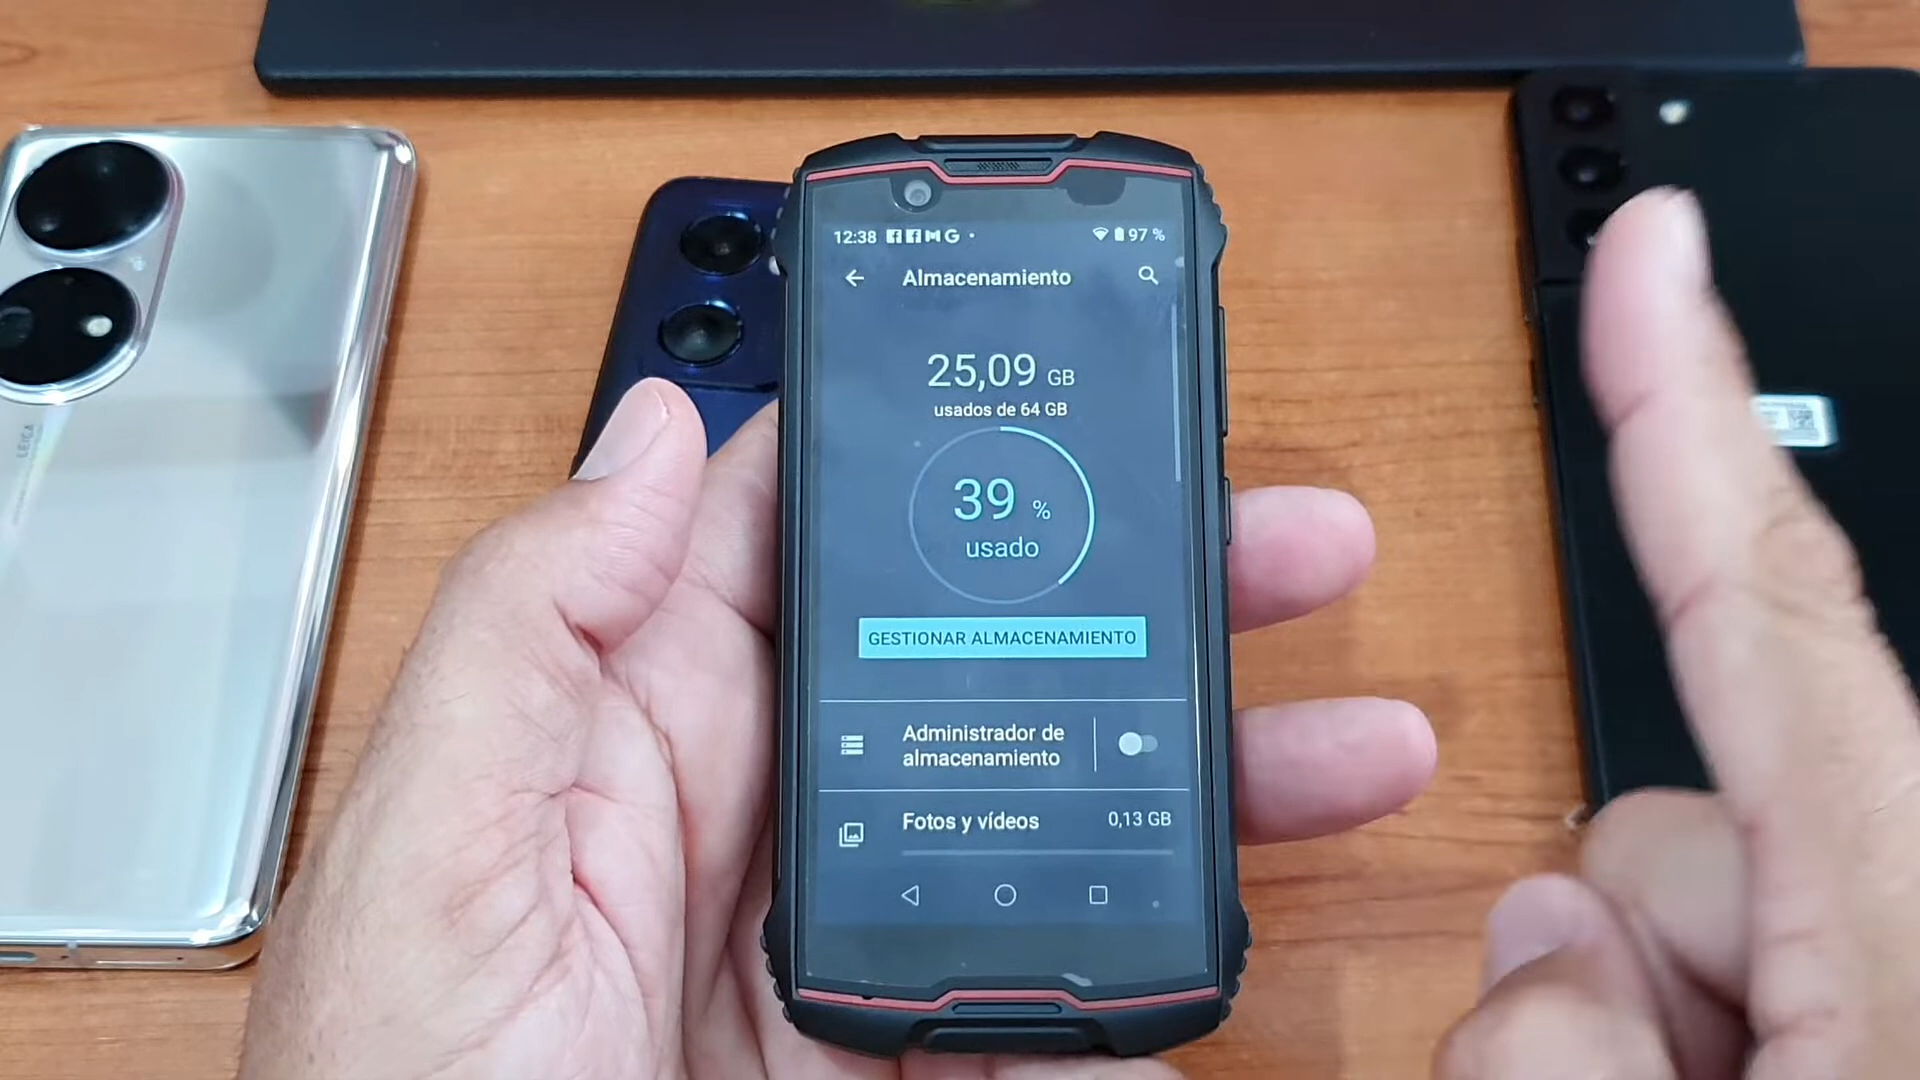 12:38 97 %
Almacenamiento
25,09 GB
usados de 64 GB
39 %
usado
GESTIONAR ALMACENAMIENTO
Administrador de
almacenamiento
Fotos y vídeos 0,13 GB
LEICA